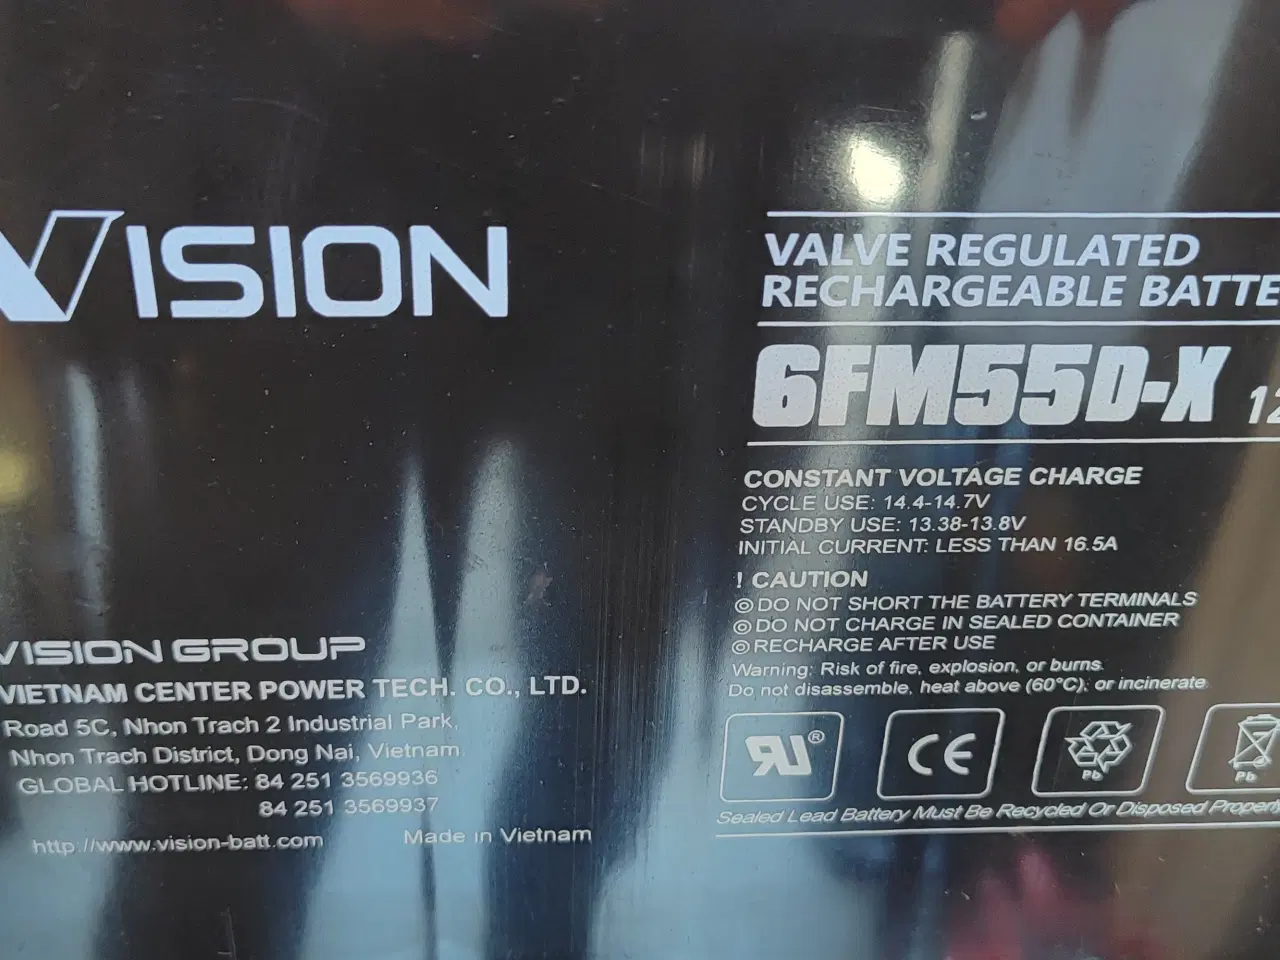 VISION
VALVE REGULATED
RECHARGEABLE BATTE
6FM55D-X 12
CONSTANT VOLTAGE CHARGE
CYCLE USE: 14.4-14.7V
STANDBY USE: 13.38-13.8V
INITIAL CURRENT: LESS THAN 16.5A
! CAUTION
◎DO NOT SHORT THE BATTERY TERMINALS
◎DO NOT CHARGE IN SEALED CONTAINER
◎RECHARGE AFTER USE
Warning: Risk of fire, explosion, or burns.
Do not disassemble, heat above (60°C), or incinerate
RU®
CE
Pb
Pb
Sealed Lead Battery Must Be Recycled Or Disposed Properl
VISION GROUP
VIETNAM CENTER POWER TECH. CO., LTD.
Road 5C, Nhon Trach 2 Industrial Park,
Nhon Trach District, Dong Nai, Vietnam.
GLOBAL HOTLINE: 84 251 3569936
84 251 3569937
http://www.vision-batt.com
Made in Vietnam